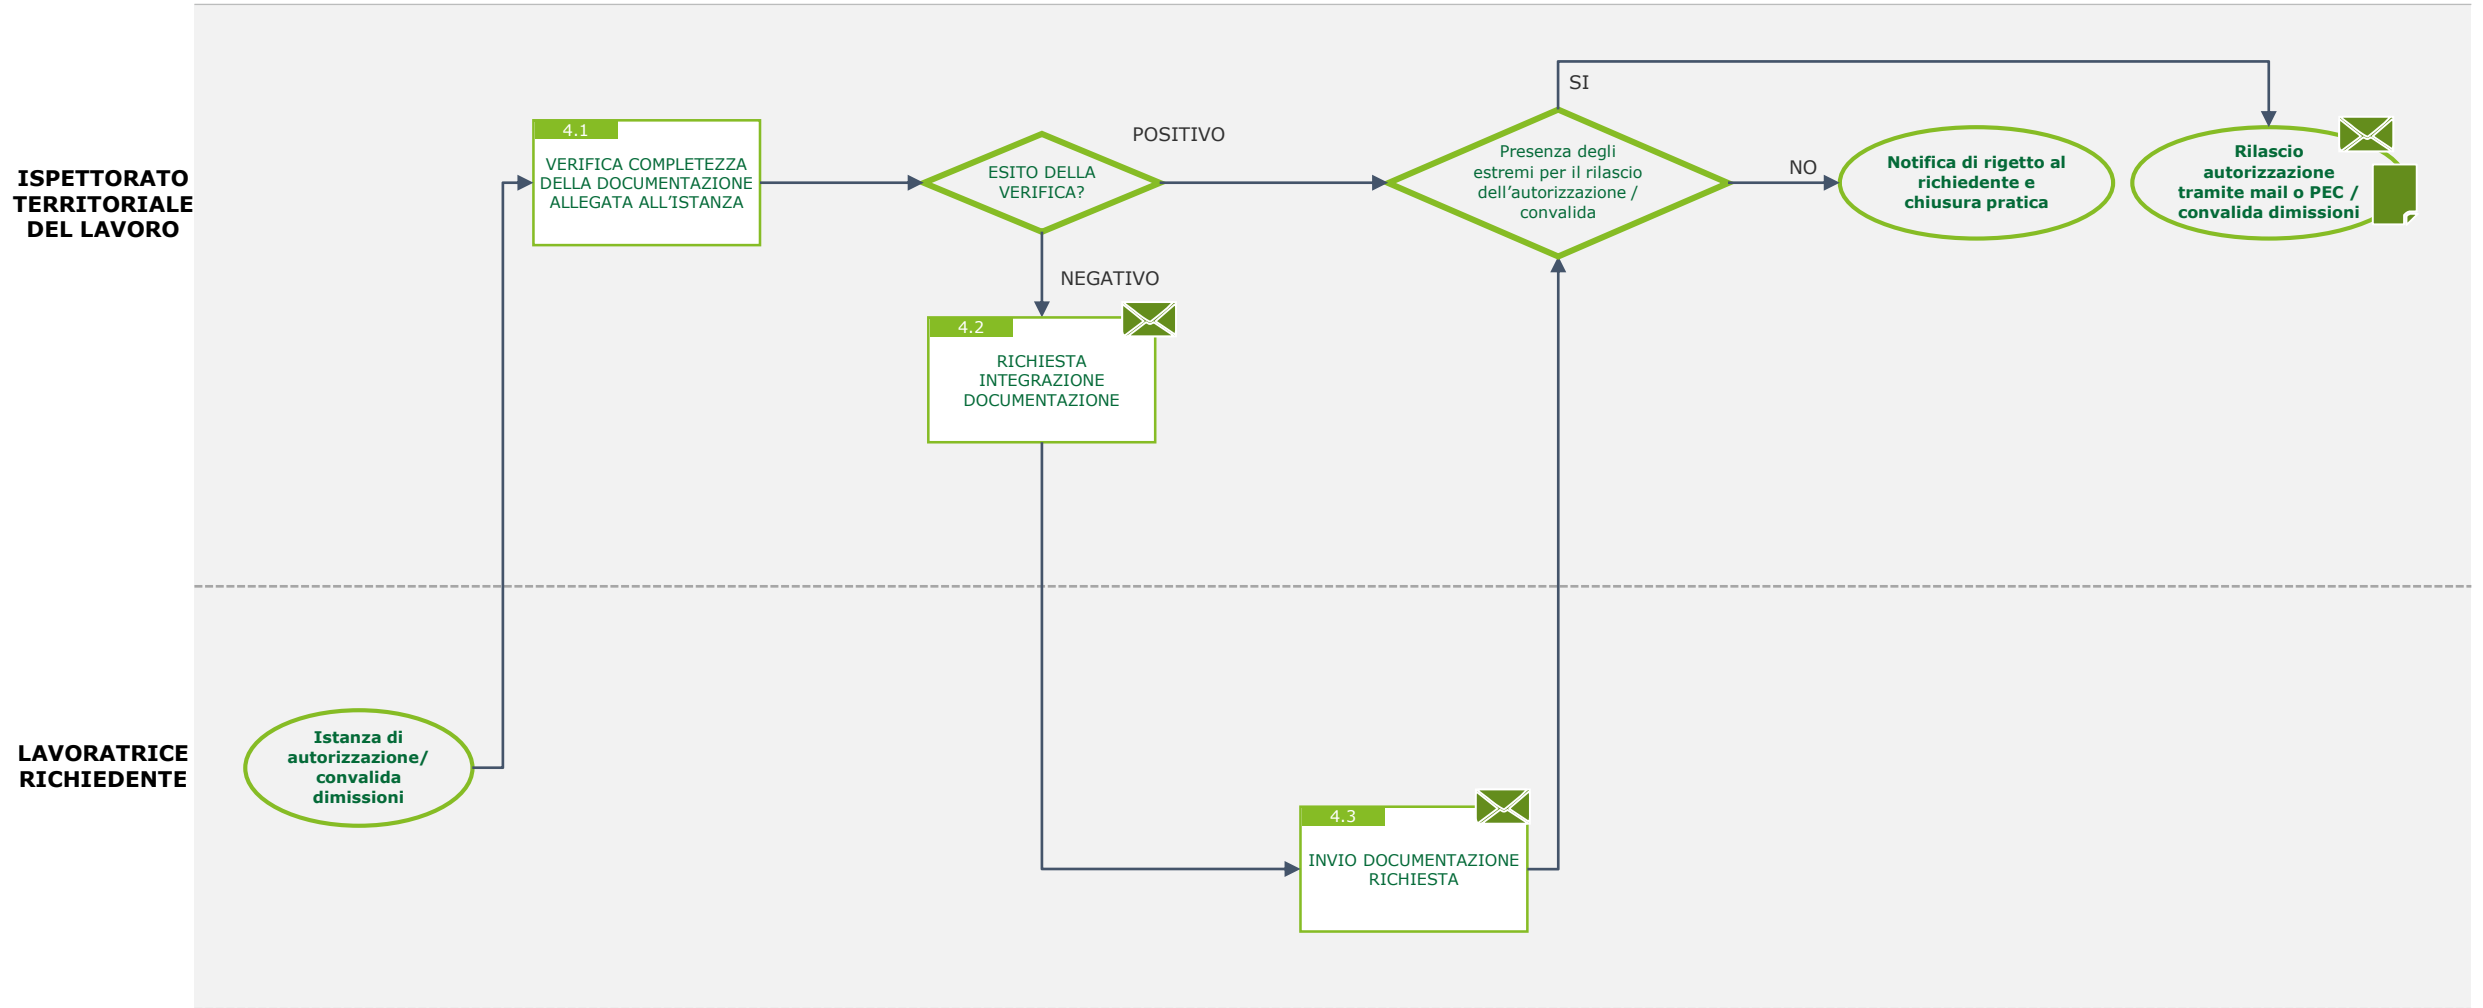 ISPETTORATO
TERRITORIALE
DEL LAVORO
4.1
VERIFICA COMPLETEZZA
DELLA DOCUMENTAZIONE
ALLEGATA ALL'ISTANZA
ESITO DELLA
VERIFICA?
POSITIVO
NEGATIVO
4.2
RICHIESTA
INTEGRAZIONE
DOCUMENTAZIONE
SI
Presenza degli
estremi per il rilascio
dell'autorizzazione /
convalida
NO
Notifica di rigetto al
richiedente e
chiusura pratica
Rilascio
autorizzazione
tramite mail o PEC /
convalida dimissioni
LAVORATRICE
RICHIEDENTE
Istanza di
autorizzazione/
convalida
dimissioni
4.3
INVIO DOCUMENTAZIONE
RICHIESTA